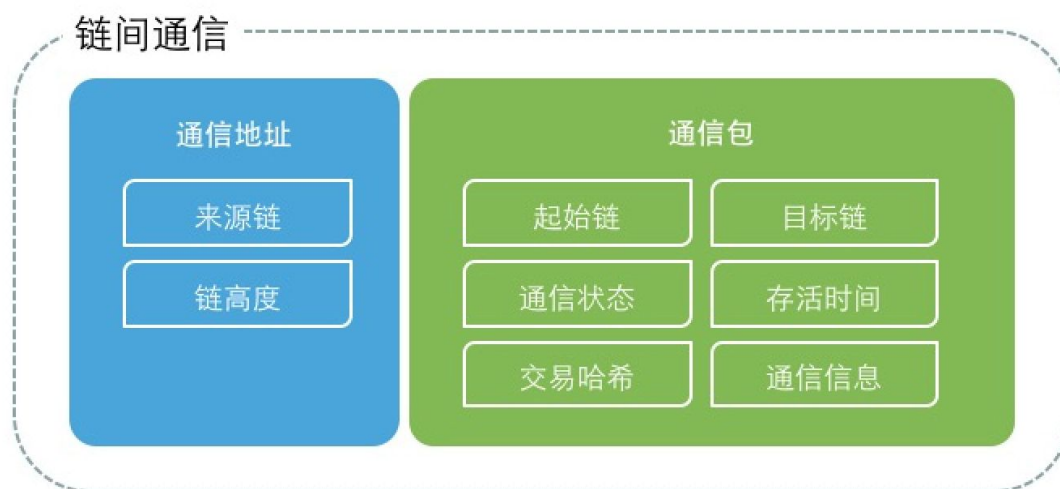 链间通信
通信地址
来源链
链高度
通信包
起始链
目标链
通信状态
存活时间
交易哈希
通信信息